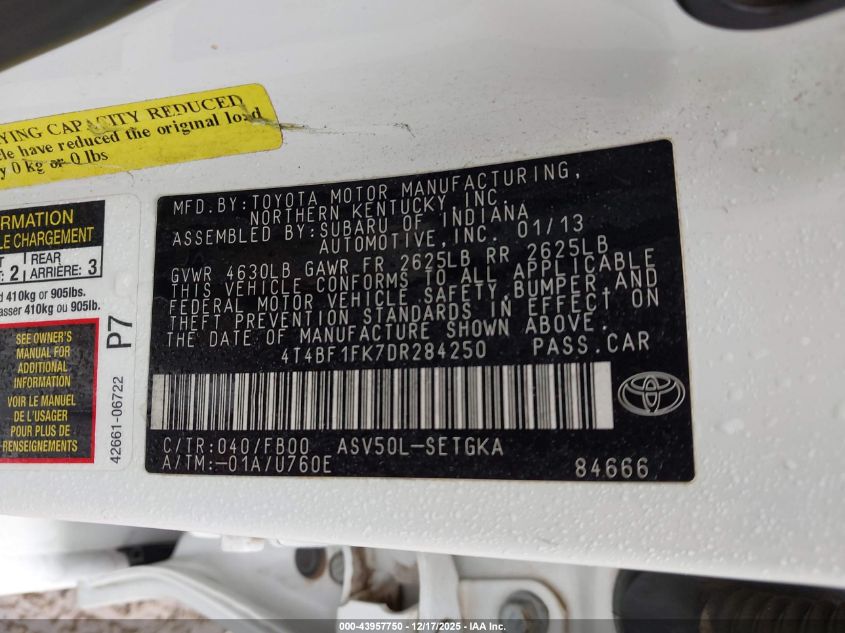 YING CAPACITY REDUCED
cle have reduced the original load
y 0 kg or 0 lbs
ORMATION
LE CHARGEMENT
2 REAR
ARRIÈRE: 3
d 410kg or 905lbs.
asser 410kg ou 905lb.
SEE OWNER'S
MANUAL FOR
ADDITIONAL
INFORMATION
VOIR LE MANUEL
DE L'USAGER
POUR PLUS DE
RENSEIGNEMENTS
P7
42661-06722
MFD.BY:TOYOTA MOTOR MANUFACTURING,
NORTHERN KENTUCKY, INC.
ASSEMBLED BY:SUBARU OF INDIANA
AUTOMOTIVE,INC. 01/13
GVWR 4630LB GAWR FR 2625LB RR 2625LB
THIS VEHICLE CONFORMS TO ALL APPLICABLE
FEDERAL MOTOR VEHICLE SAFETY,BUMPER,AND
THEFT PREVENTION STANDARDS IN EFFECT ON
THE DATE OF MANUFACTURE SHOWN ABOVE.
4T4BF1FK7DR284250 PASS.CAR
C/TR:040/FB00 ASV50L-SETGKA
A/TM:-01A/U760E 84666
000-43957750 - 12/17/2025 - IAA, Inc.